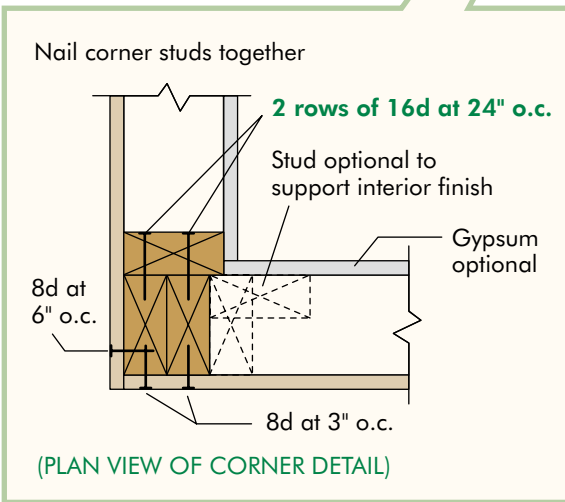 Nail corner studs together
2 rows of 16d at 24" o.c.
Stud optional to
support interior finish
Gypsum
optional
8d at
6" o.c.
8d at 3" o.c.
(PLAN VIEW OF CORNER DETAIL)